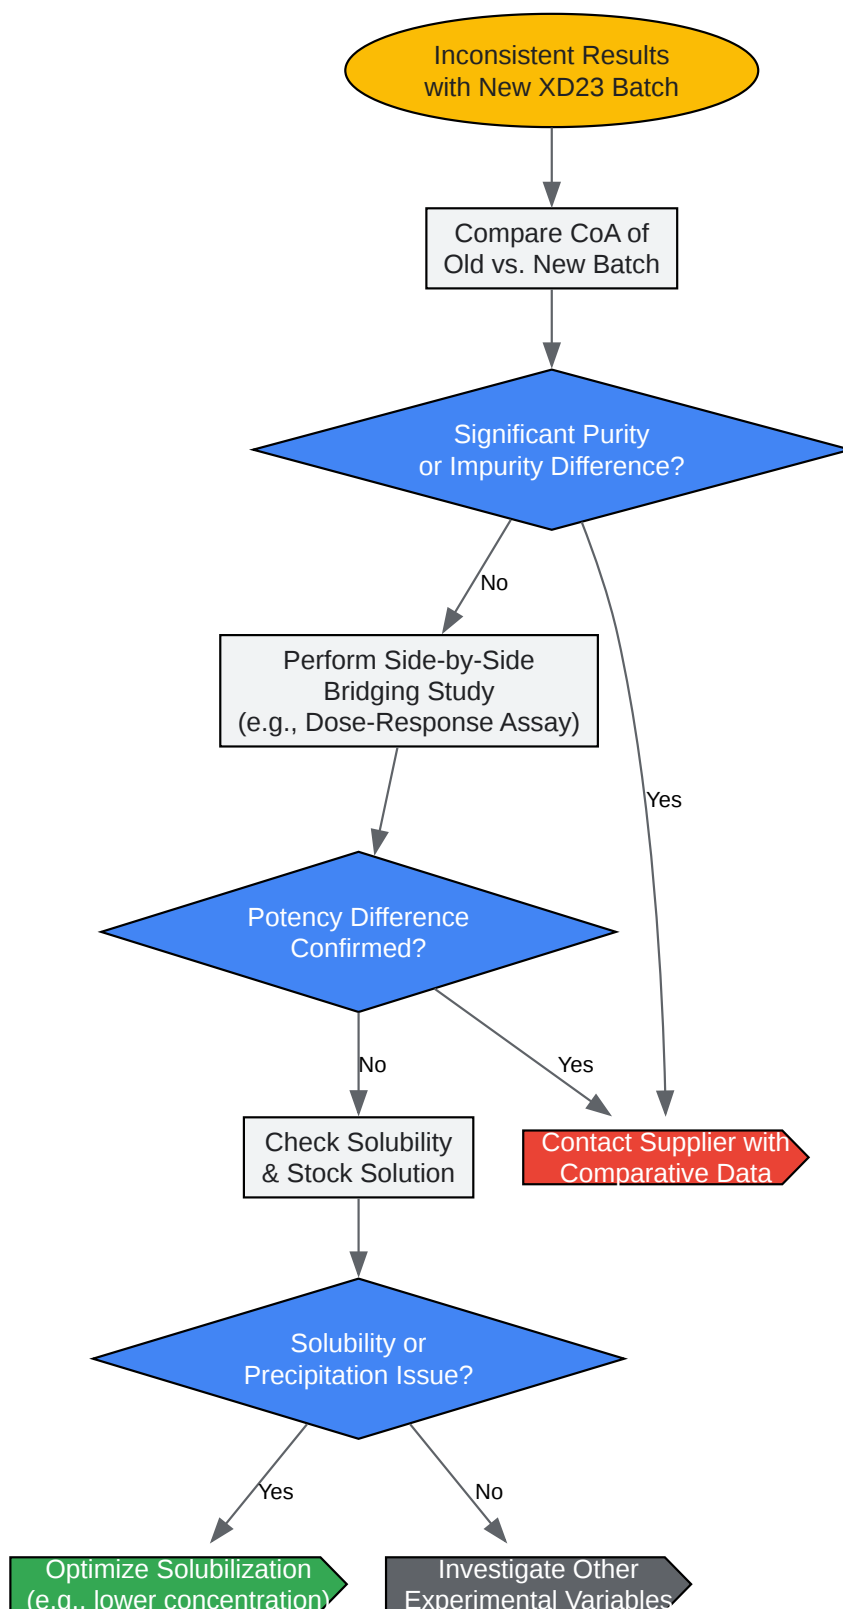 Inconsistent Results
with New XD23 Batch
Compare CoA of
Old vs. New Batch
Significant Purity
or Impurity Difference?
No
Perform Side-by-Side
Bridging Study
(e.g., Dose-Response Assay)
Yes
Potency Difference
Confirmed?
No
Yes
Check Solubility
& Stock Solution
Contact Supplier with
Comparative Data
Solubility or
Precipitation Issue?
Yes
No
Optimize Solubilization
(e.g., lower concentration)
Investigate Other
Experimental Variables